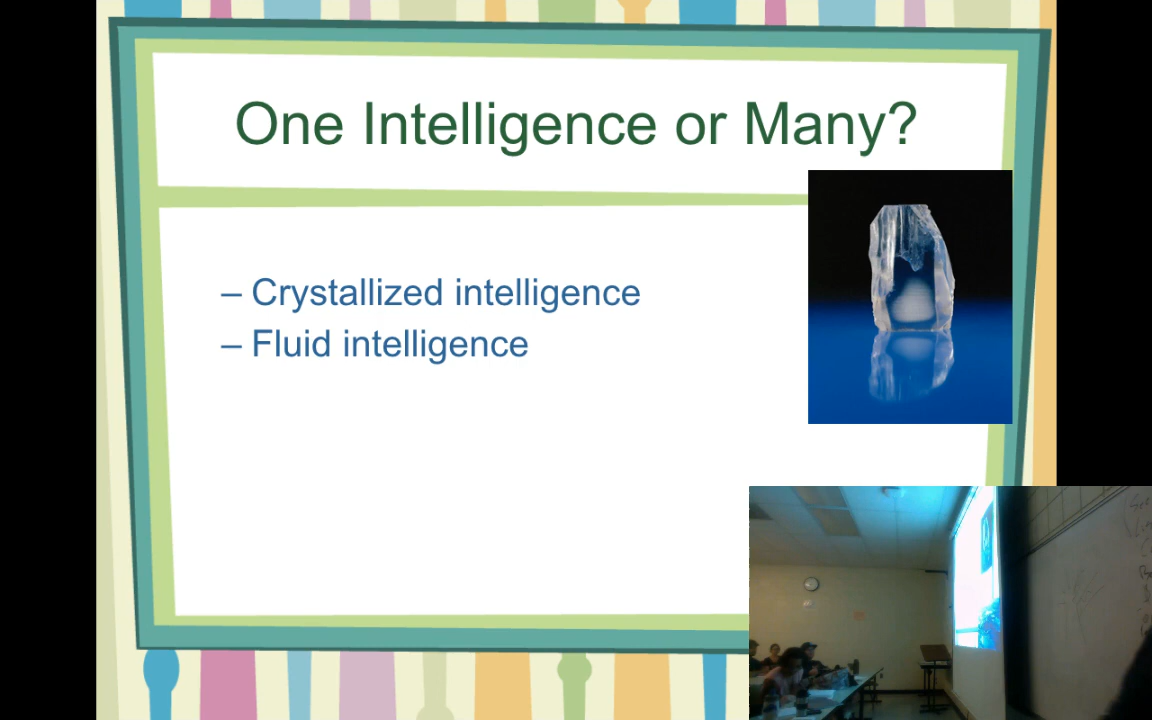 One Intelligence or Many?
– Crystallized intelligence
– Fluid intelligence